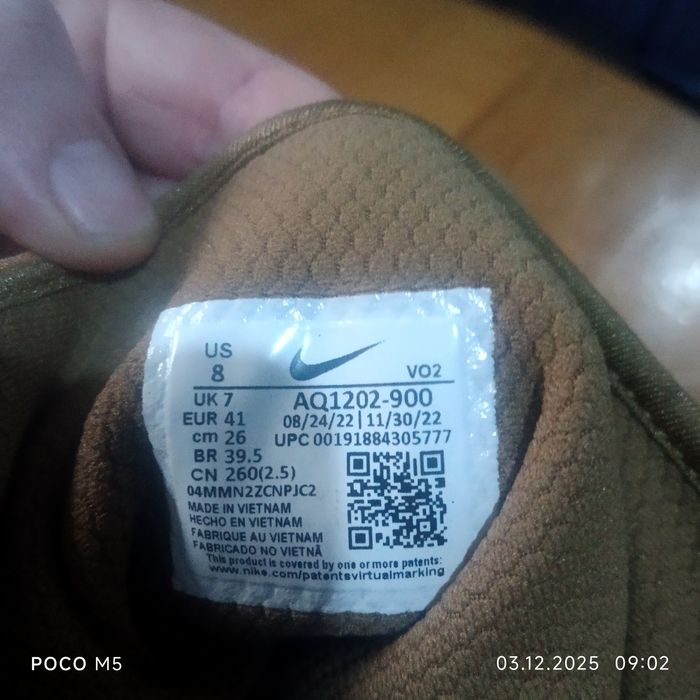 US
8
VO2
UK 7
EUR 41
cm 26
BR 39.5
CN 260(2.5)
AQ1202-900
08/24/22 | 11/30/22
UPC 00191884305777
04MMN2ZCNPJC2
MADE IN VIETNAM
HECHO EN VIETNAM
FABRIQUE AU VIETNAM
FABRICADO NO VIETNÃ
This product is covered by one or more patents:
www.nike.com/patentsvirtualmarking
POCO M5
03.12.2025 09:02